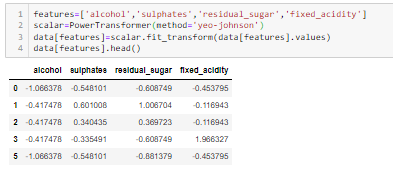 1 features=['alcohol','sulphates','residual_sugar','fixed_acidity']
2 scalar=PowerTransformer(method='yeo-johnson')
3 data[features]=scalar.fit_transform(data[features].values)
4 data[features].head()
alcohol sulphates residual_sugar fixed_acidity
0 -1.066378 -0.548101 -0.608749 -0.453795
1 -0.417478 0.601008 1.006704 -0.116943
2 -0.417478 0.340435 0.369723 -0.116943
3 -0.417478 -0.335491 -0.608749 1.966327
5 -1.066378 -0.548101 -0.881379 -0.453795